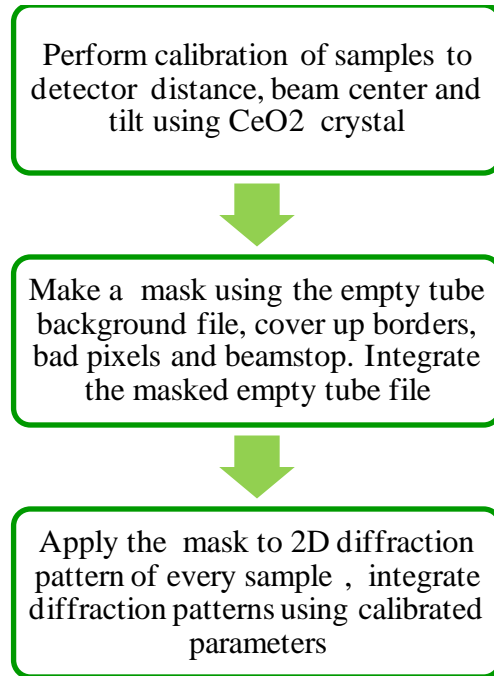 Perform calibration of samples to
detector distance, beam center and
tilt using CeO2 crystal
Make a mask using the empty tube
background file, cover up borders,
bad pixels and beamstop. Integrate
the masked empty tube file
Apply the mask to 2D diffraction
pattern of every sample , integrate
diffraction patterns using calibrated
parameters